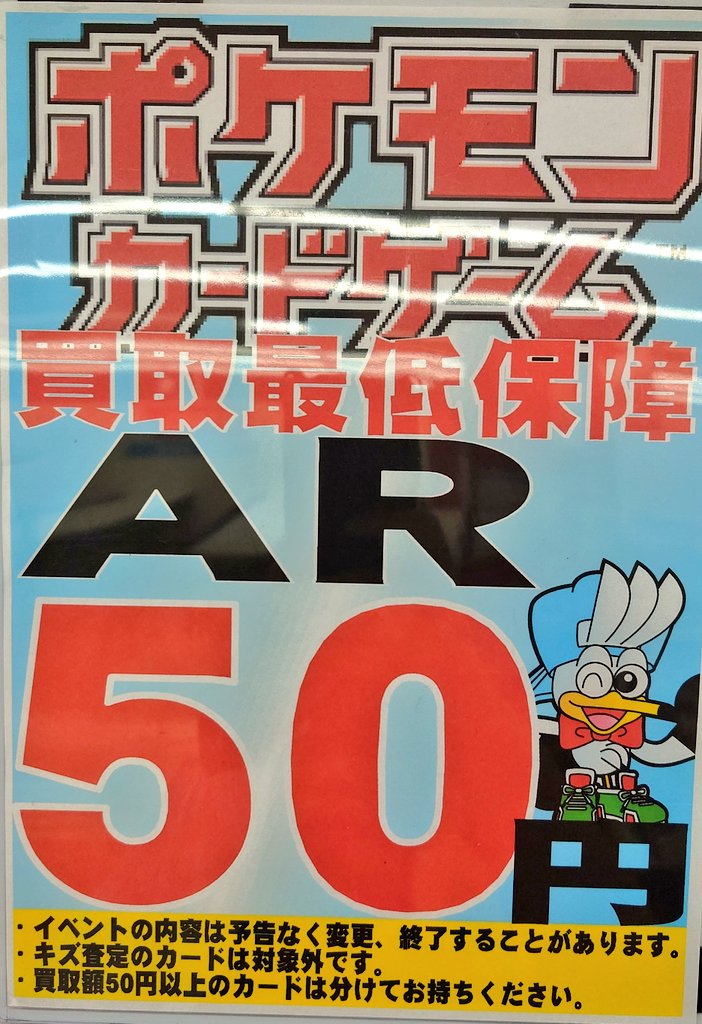 ポケモン
カードゲーム
買取最低保障
AR
50円
・イベントの内容は予告なく変更、終了することがあります。
・キズ査定のカードは対象外です。
・買取額50円以上のカードは分けてお持ちください。